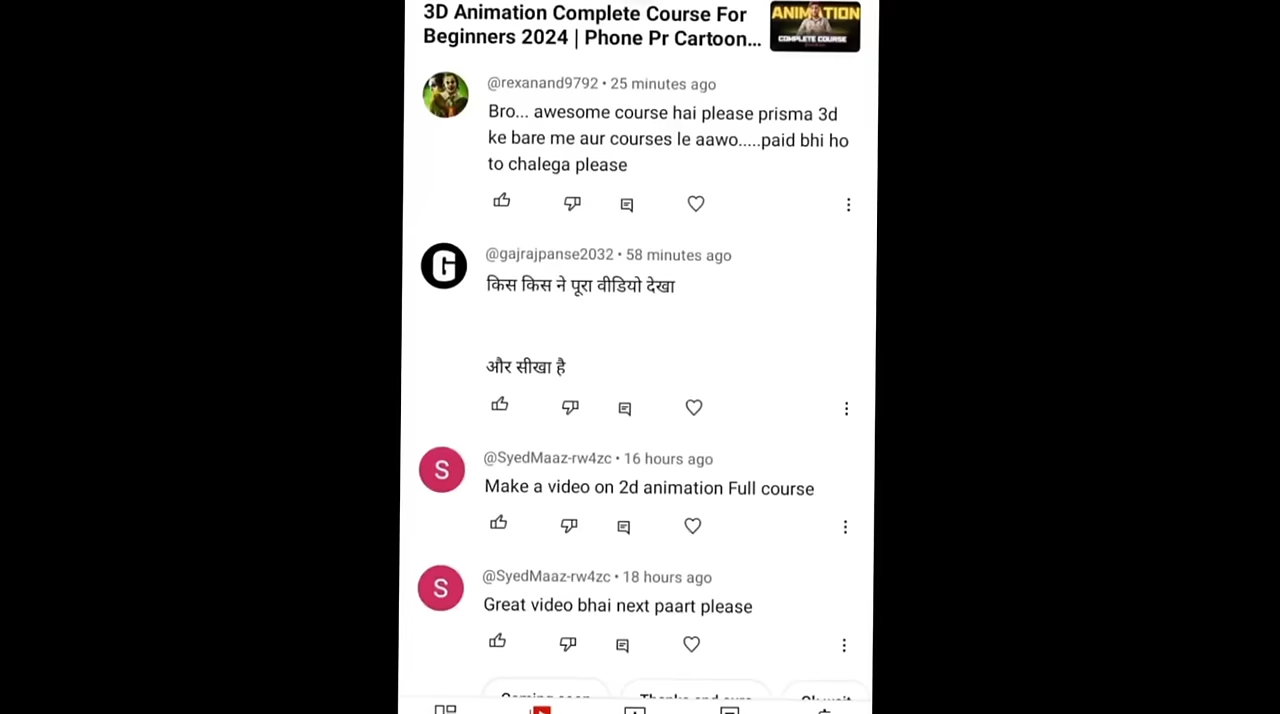 3D Animation Complete Course For
Beginners 2024 | Phone Pr Cartoon...
ANIMATION
COMPLETE COURSE
@rexanand9792 • 25 minutes ago
Bro... awesome course hai please prisma 3d
ke bare me aur courses le aawo.....paid bhi ho
to chalega please
G
@gajrajpanse2032 • 58 minutes ago
किस किस ने पूरा वीडियो देखा
और सीखा है
S
@SyedMaaz-rw4zc • 16 hours ago
Make a video on 2d animation Full course
S
@SyedMaaz-rw4zc • 18 hours ago
Great video bhai next paart please